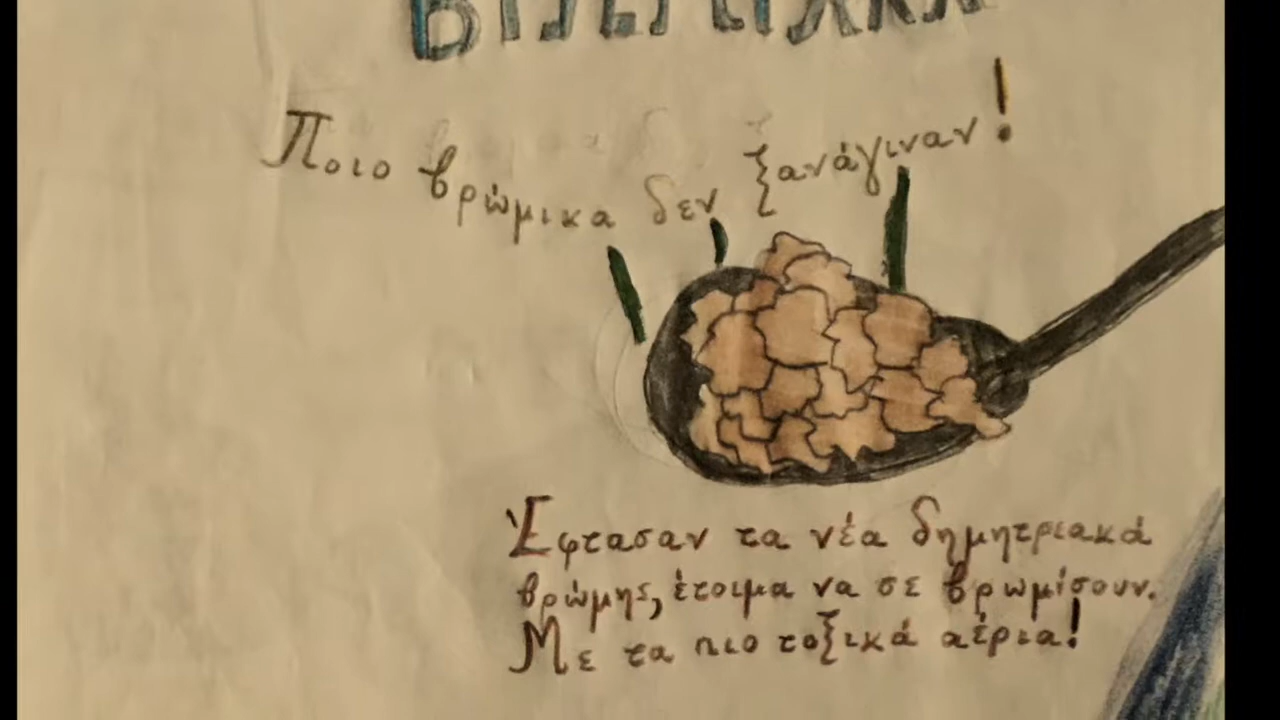 Ποιο βρώμικα δεν ξανάγιναν!
Έφτασαν τα νέα δημητριακά
βρώμης, έτοιμα να σε βρωμίσουν.
Με τα πιο τοξικά αέρια!